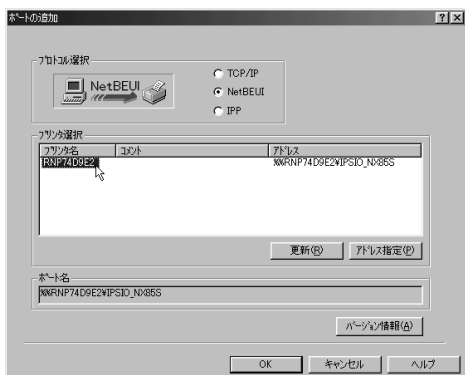 ﾎﾟｰﾄの追加
ﾌﾟﾛﾄｺﾙ選択
NetBEUI
TCP/IP
NetBEUI
IPP
ﾌﾟﾘﾝﾀ選択
ﾌﾟﾘﾝﾀ名 ｺﾒﾝﾄ ｱﾄﾞﾚｽ
RNP74D9E2 %%RNP74D9E2¥IPSIO_NX85S
更新(R) ｱﾄﾞﾚｽ指定(P)
ﾎﾟｰﾄ名
%%RNP74D9E2¥IPSIO_NX85S
ﾊﾞｰｼﾞｮﾝ情報(A)
OK キャンセル ヘルプ